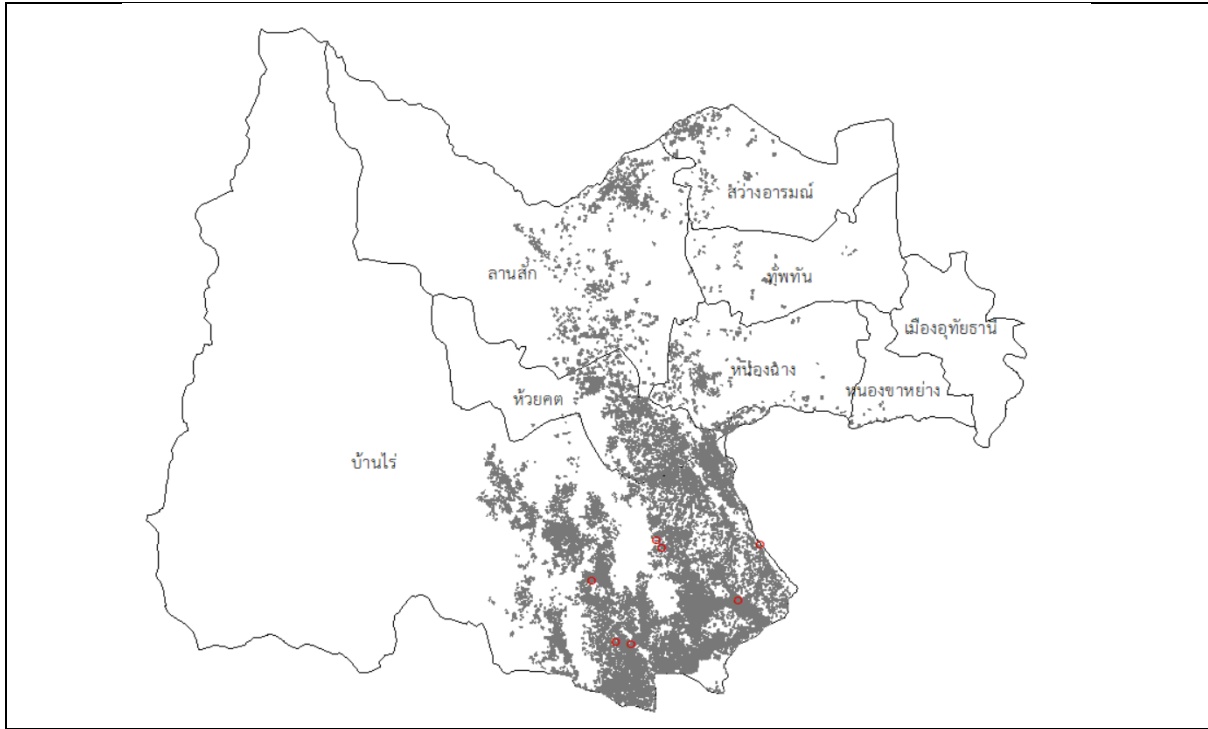 สว่างอารมณ์
ลานสัก
ทัพทัน
เมืองอุทัยธานี
หนองฉาง
หนองขาหย่าง
ห้วยคต
บ้านไร่